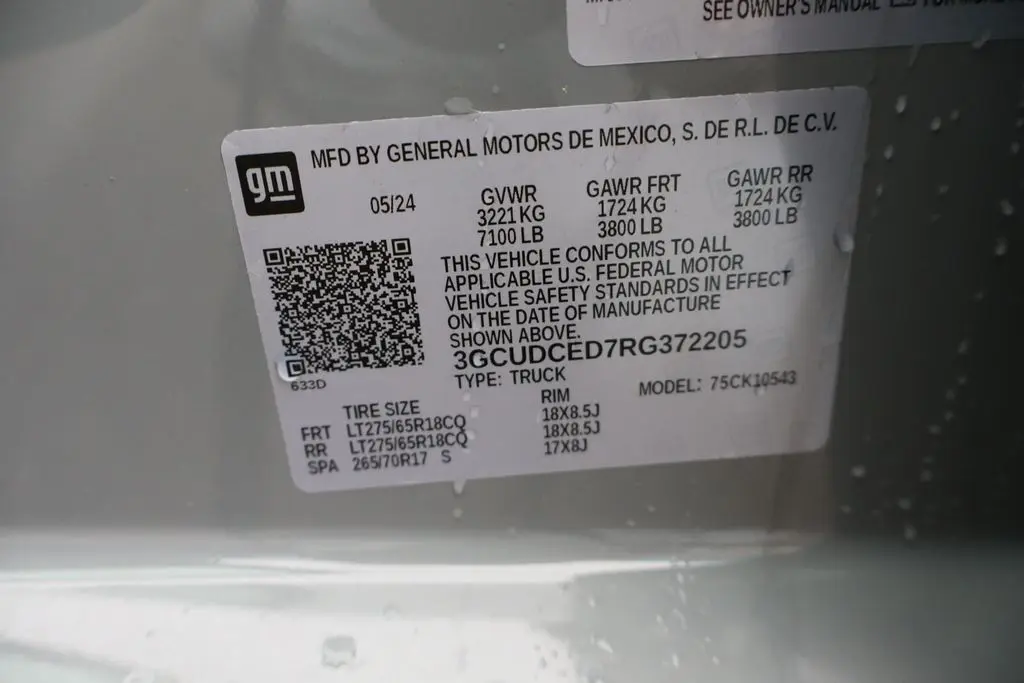 SEE OWNER'S MANUAL
gm
MFD BY GENERAL MOTORS DE MEXICO, S. DE R.L. DE C.V.
05/24 GVWR GAWR FRT GAWR RR
3221 KG 1724 KG 1724 KG
7100 LB 3800 LB 3800 LB
THIS VEHICLE CONFORMS TO ALL
APPLICABLE U.S. FEDERAL MOTOR
VEHICLE SAFETY STANDARDS IN EFFECT
ON THE DATE OF MANUFACTURE
SHOWN ABOVE.
3GCUDCED7RG372205
633D
TYPE: TRUCK MODEL: 75CK10543
TIRE SIZE RIM
FRT LT275/65R18CQ 18X8.5J
RR LT275/65R18CQ 18X8.5J
SPA 265/70R17 S 17X8J